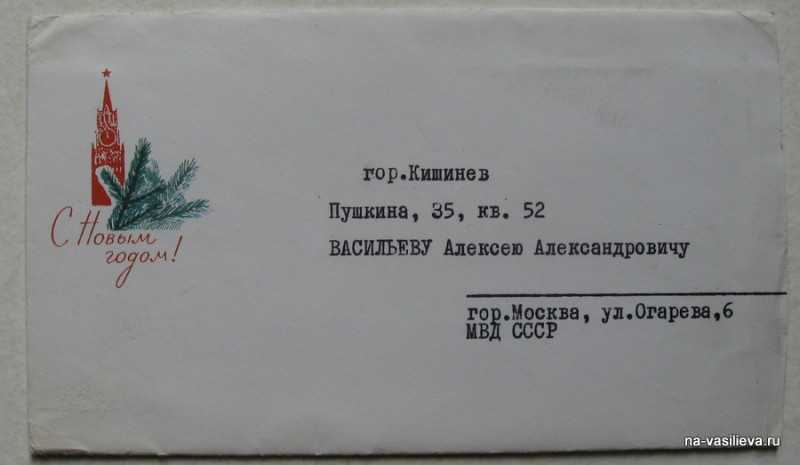 С Новым
годом!
гор.Кишинев
Пушкина, 35, кв. 52
ВАСИЛЬЕВУ Алексею Александровичу
гор.Москва, ул.Огарева,6
МВД СССР
na-vasilieva.ru